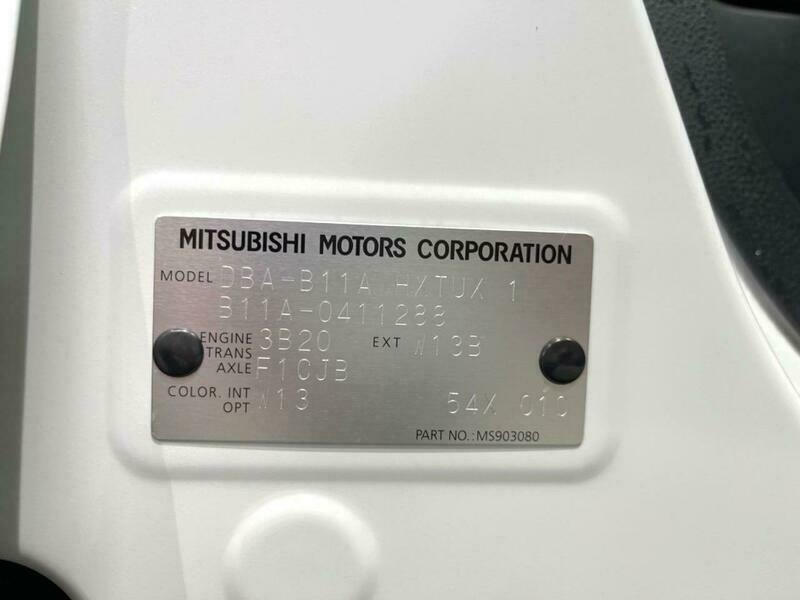 MITSUBISHI MOTORS CORPORATION
MODEL DBA-B11A HXTUX 1
B11A-0411288
ENGINE 3B20 EXT W13B
TRANS
AXLE F1CJB
COLOR. INT W13 54X 010
OPT
PART NO.: MS903080